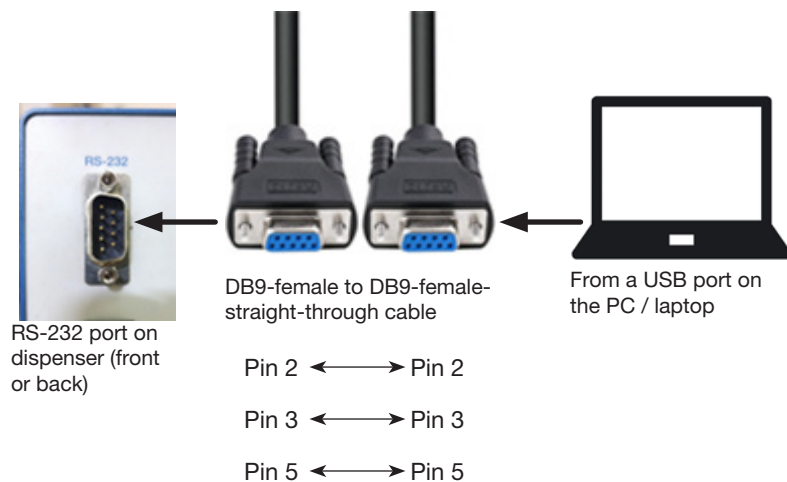 RS-232
RS-232 port on
dispenser (front
or back)
DB9-female to DB9-female-
straight-through cable
From a USB port on
the PC / laptop
Pin 2 Pin 2
Pin 3 Pin 3
Pin 5 Pin 5